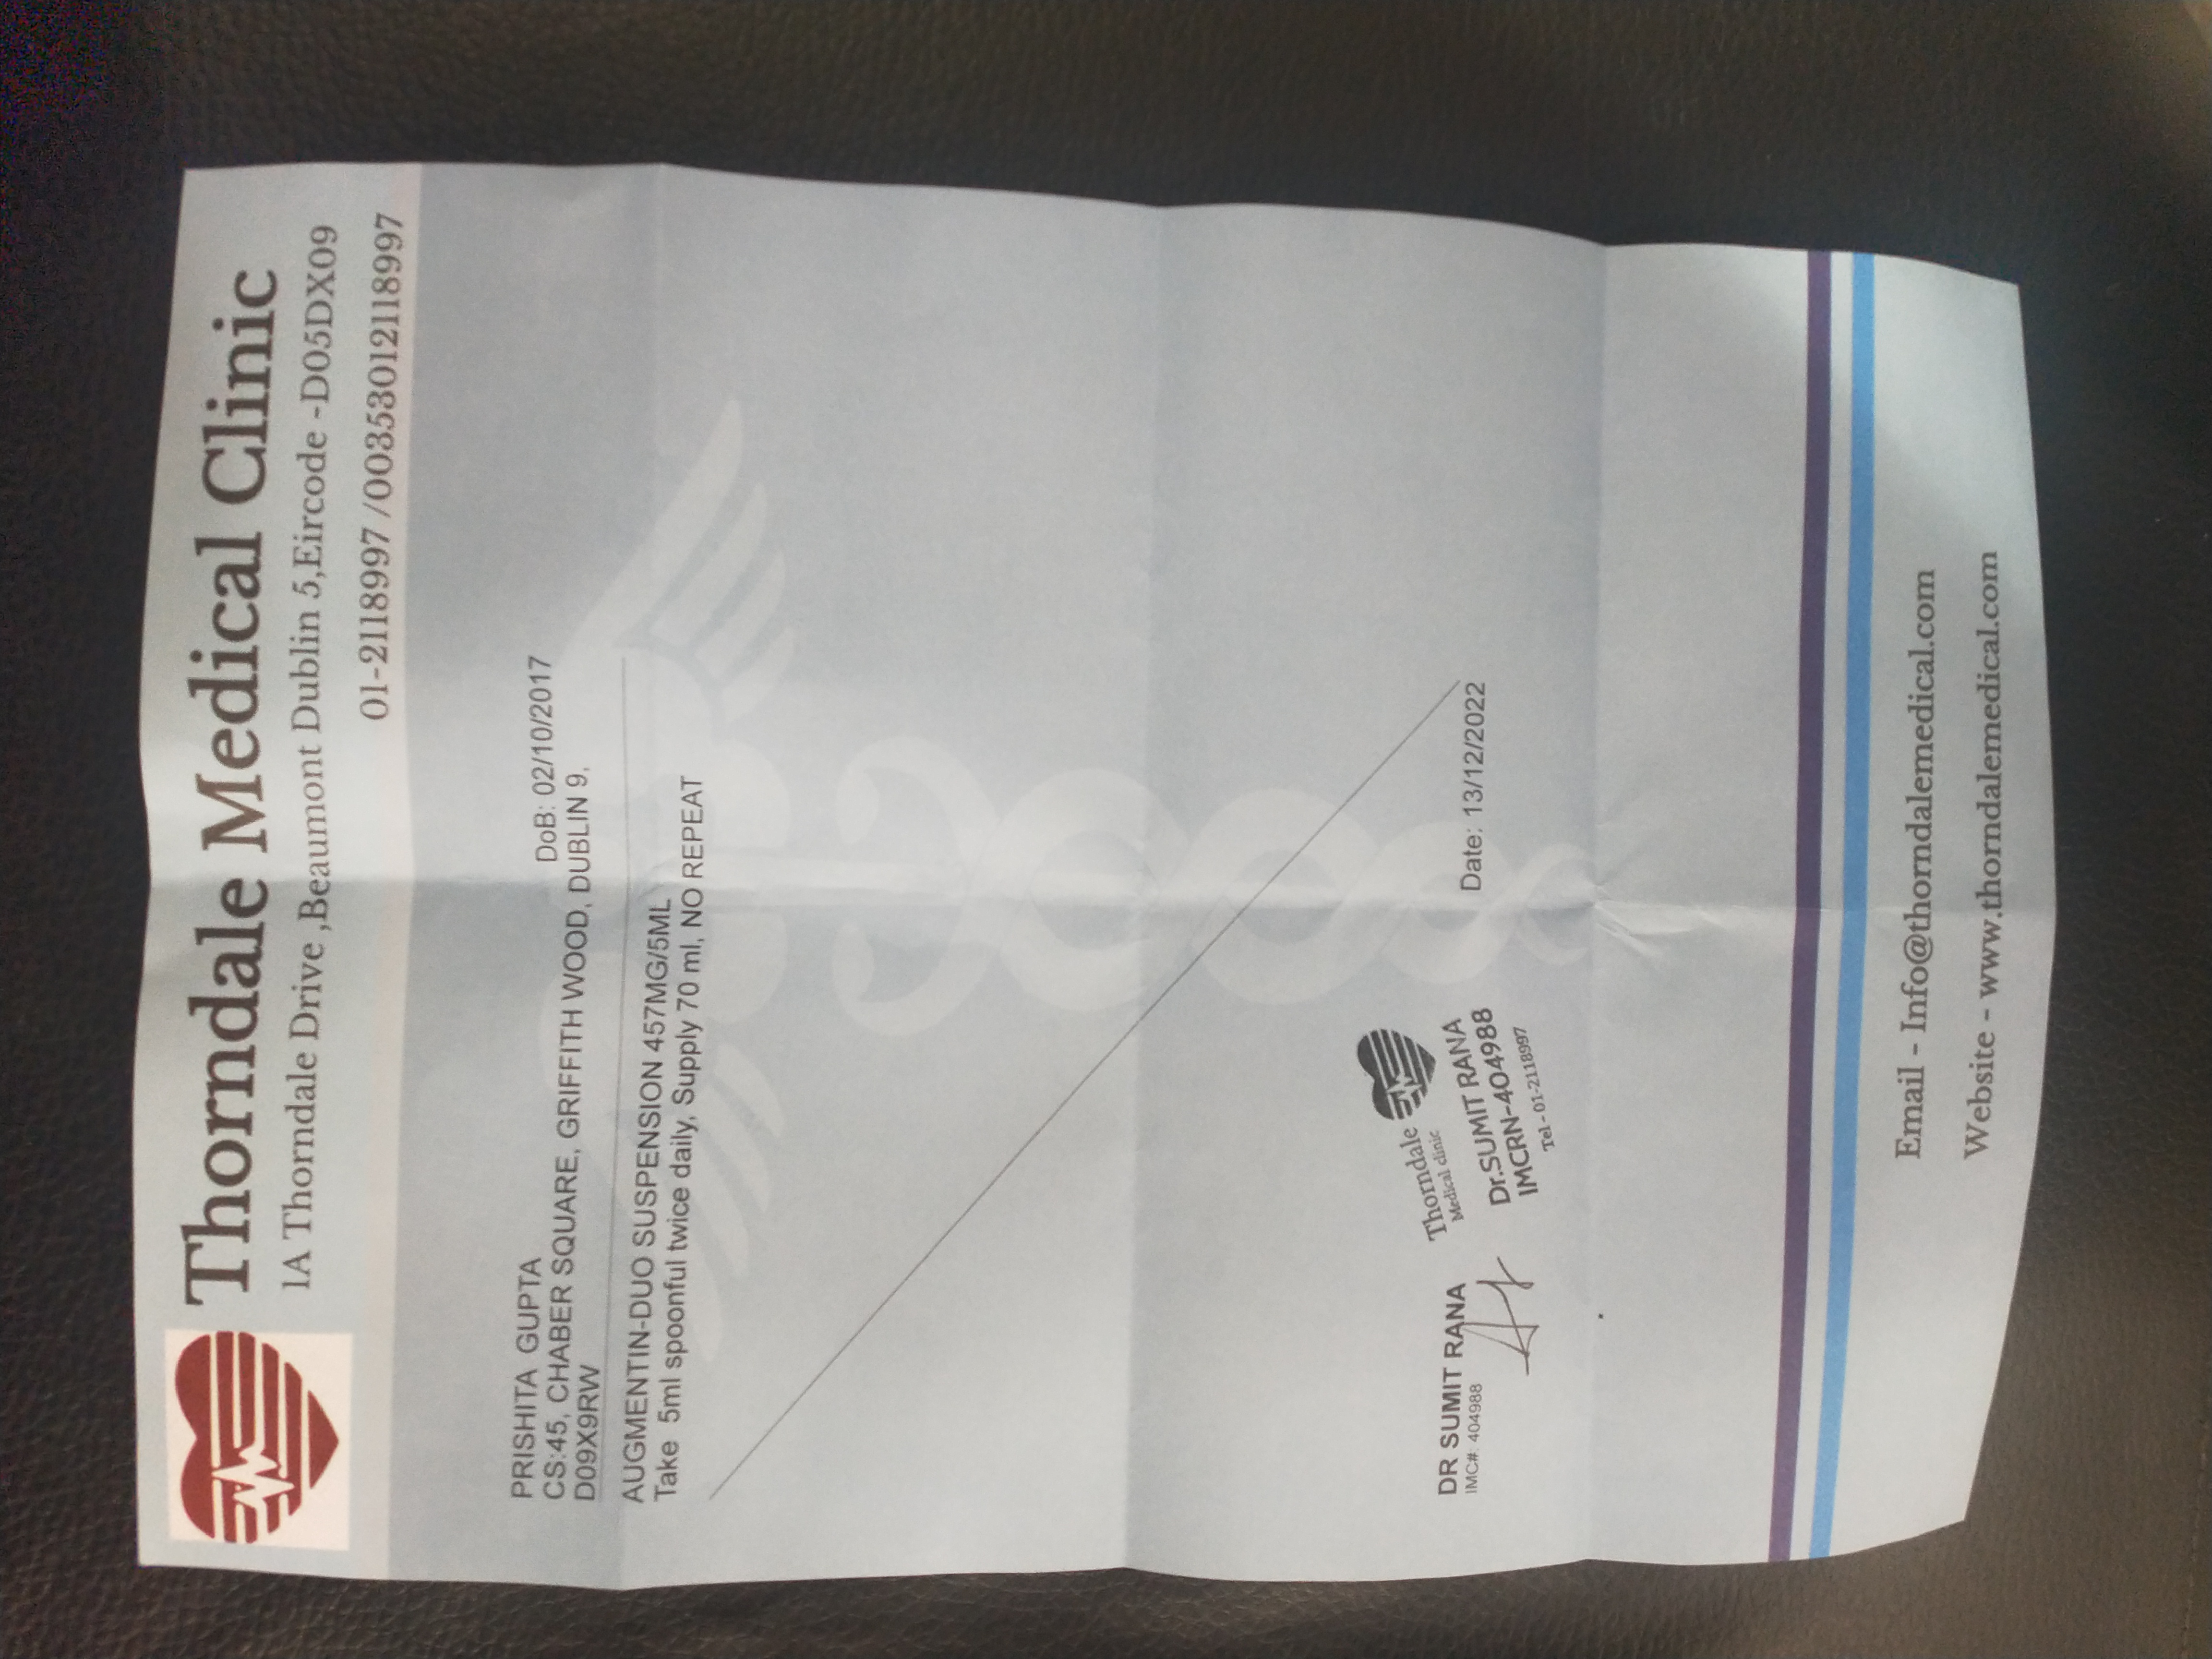 Thorndale Medical Clinic
1A Thorndale Drive ,Beaumont Dublin 5,Eircode -D05DX09
01-2118997 /00353012118997
PRISHITA GUPTA DoB: 02/10/2017
CS:45, CHABER SQUARE, GRIFFITH WOOD, DUBLIN 9,
D09X9RW
AUGMENTIN-DUO SUSPENSION 457MG/5ML
Take 5ml spoonful twice daily, Supply 70 ml, NO REPEAT
DR SUMIT RANA
IMC#: 404988
Date: 13/12/2022
Thorndale
Medical clinic
Dr.SUMIT RANA
IMCRN-404988
Tel - 01-2118997
Email - Info@thorndalemedical.com
Website - www.thorndalemedical.com